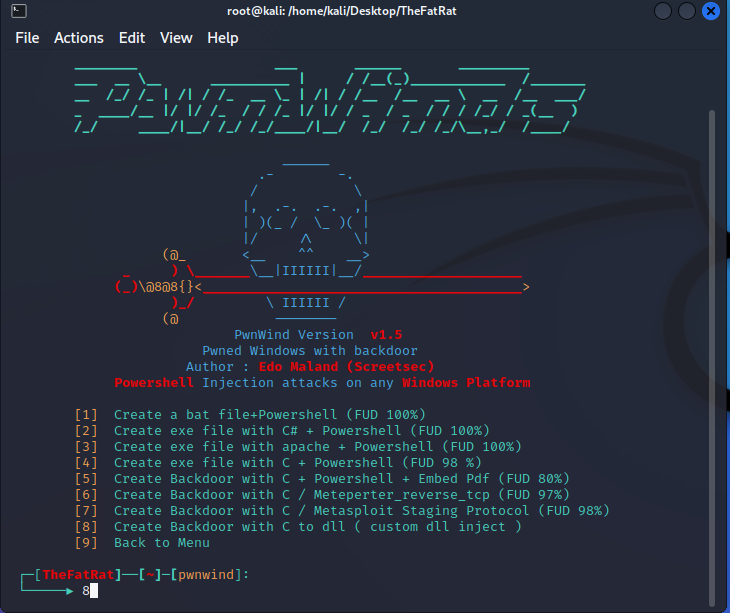 root@kali: /home/kali/Desktop/TheFatRat
File Actions Edit View Help
PwnWind Version v1.5
Pwned Windows with backdoor
Author : Edo Maland (Screetsec)
Powershell Injection attacks on any Windows Platform
[1] Create a bat file+Powershell (FUD 100%)
[2] Create exe file with C# + Powershell (FUD 100%)
[3] Create exe file with apache + Powershell (FUD 100%)
[4] Create exe file with C + Powershell (FUD 98 %)
[5] Create Backdoor with C + Powershell + Embed Pdf (FUD 80%)
[6] Create Backdoor with C / Meteperter_reverse_tcp (FUD 97%)
[7] Create Backdoor with C / Metasploit Staging Protocol (FUD 98%)
[8] Create Backdoor with C to dll ( custom dll inject )
[9] Back to Menu
[TheFatRat]—[~]—[pwnwind]:
8